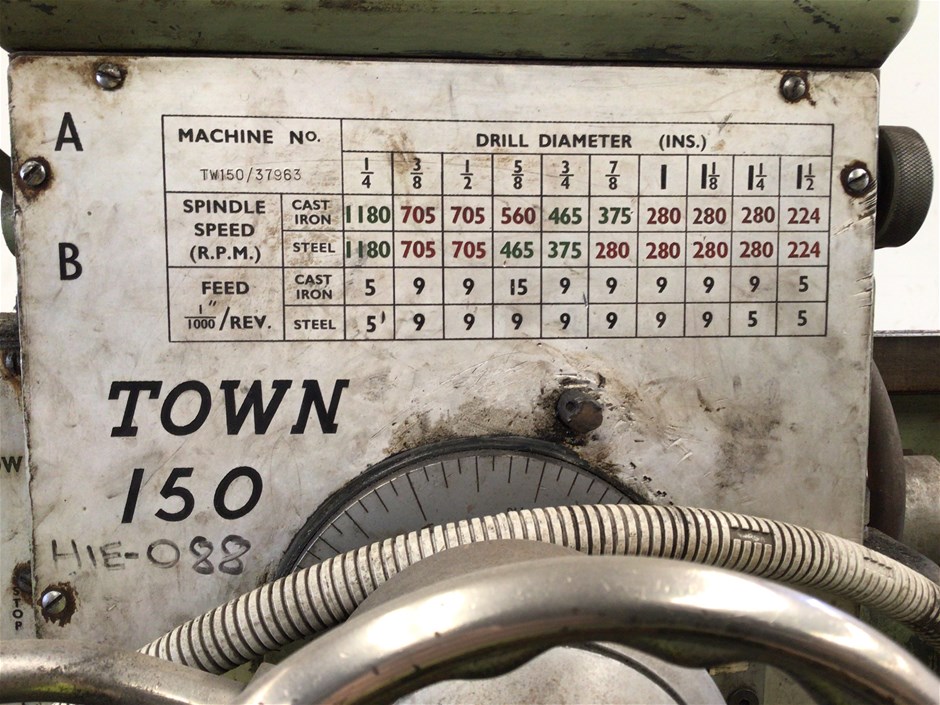 A
B
MACHINE No.
TW150/37963
DRILL DIAMETER (INS.)
1/4 3/8 1/2 5/8 3/4 7/8 1 1 1/8 1 1/4 1 1/2
SPINDLE SPEED (R.P.M.)
CAST IRON 1180 705 705 560 465 375 280 280 280 224
STEEL 1180 705 705 465 375 280 280 280 280 224
FEED 1"/1000/REV.
CAST IRON 5 9 9 15 9 9 9 9 9 5
STEEL 5 9 9 9 9 9 9 9 5 5
TOWN
150
HIE-088
STOP